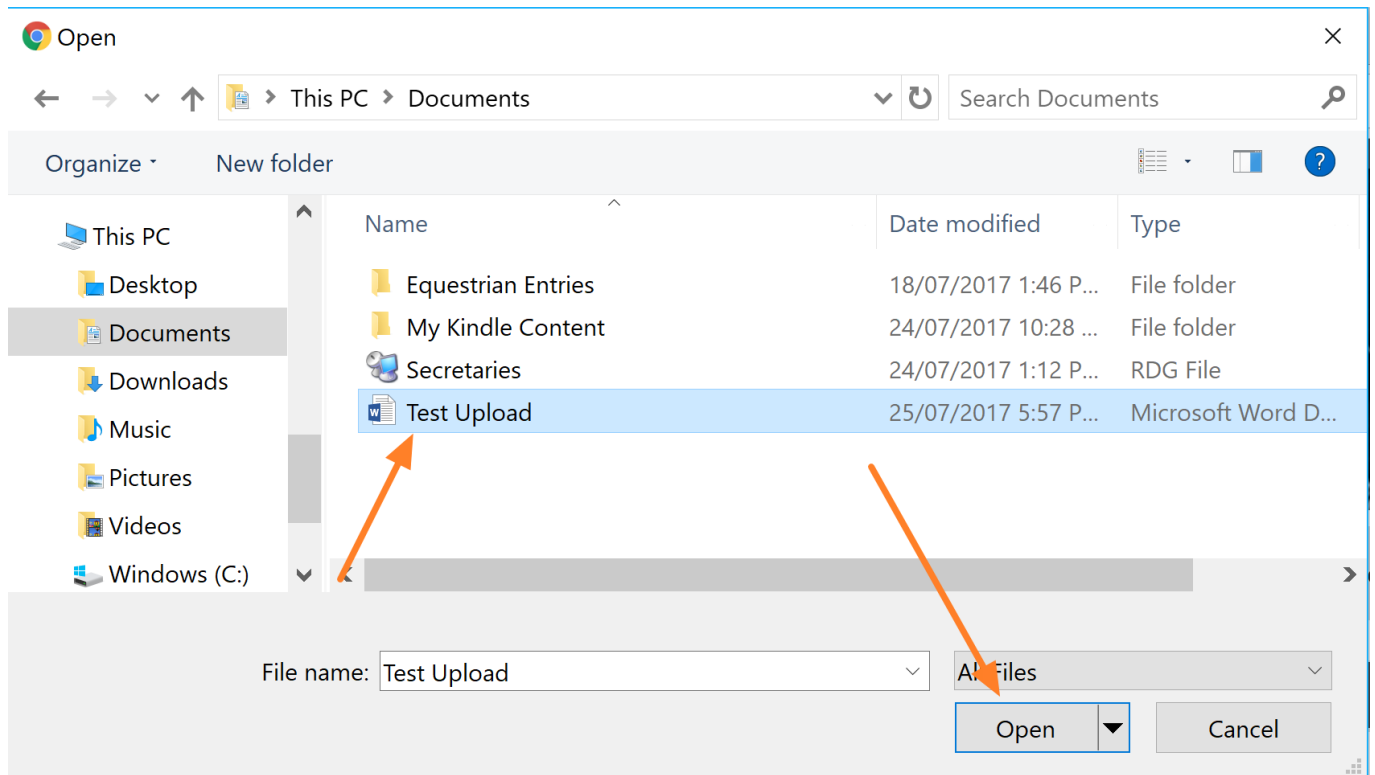 Open
This PC > Documents
Search Documents
Organize
New folder
?
Name
Date modified
Type
This PC
Desktop
Documents
Downloads
Music
Pictures
Videos
Windows (C:)
Equestrian Entries 18/07/2017 1:46 P... File folder
My Kindle Content 24/07/2017 10:28 ... File folder
Secretaries 24/07/2017 1:12 P... RDG File
Test Upload 25/07/2017 5:57 P... Microsoft Word D...
File name: Test Upload
All Files
Open
Cancel